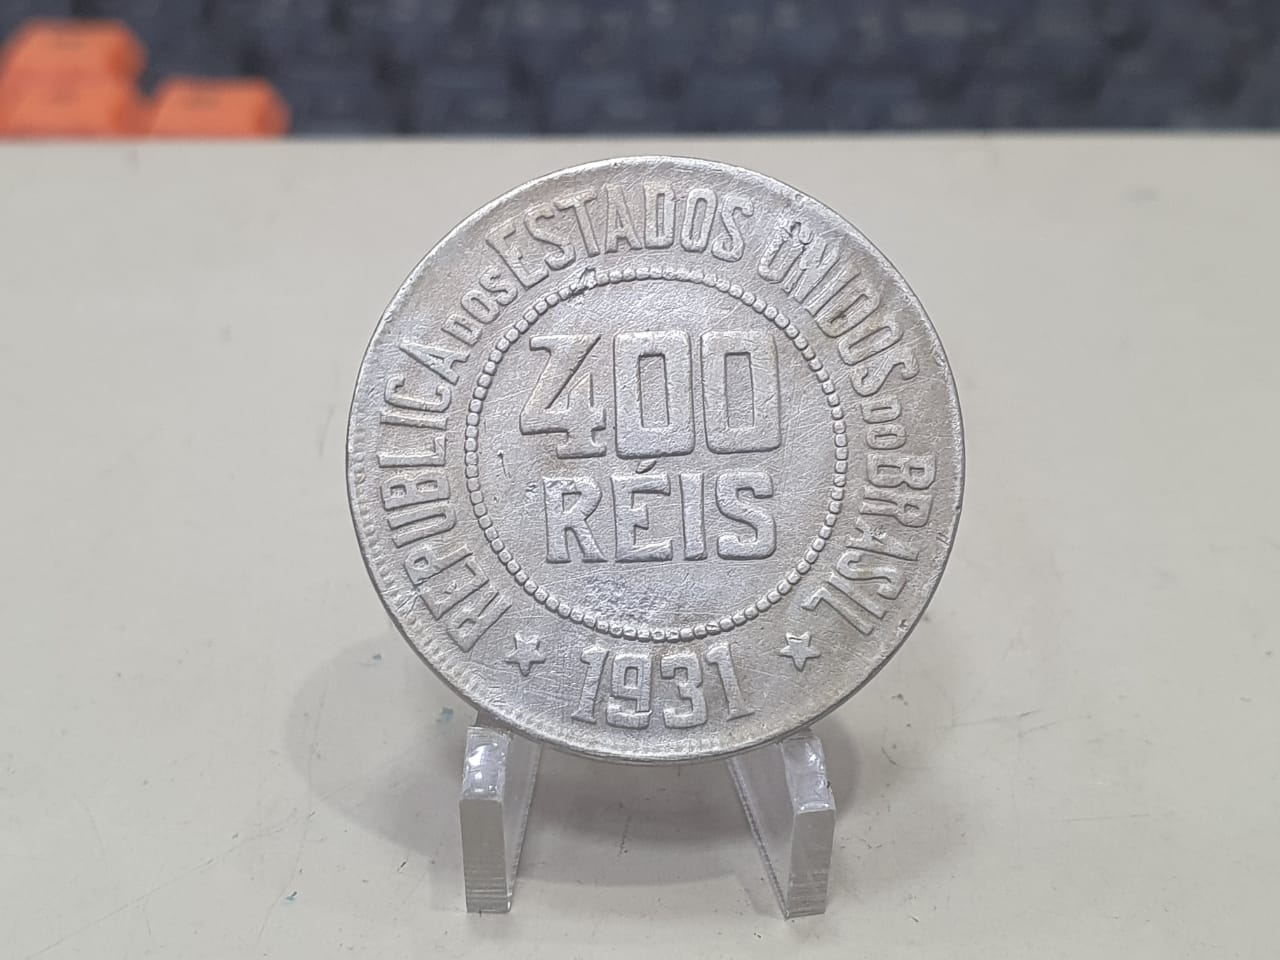 REPUBLICA DOS ESTADOS UNIDOS DO BRASIL
400
RÉIS
1931